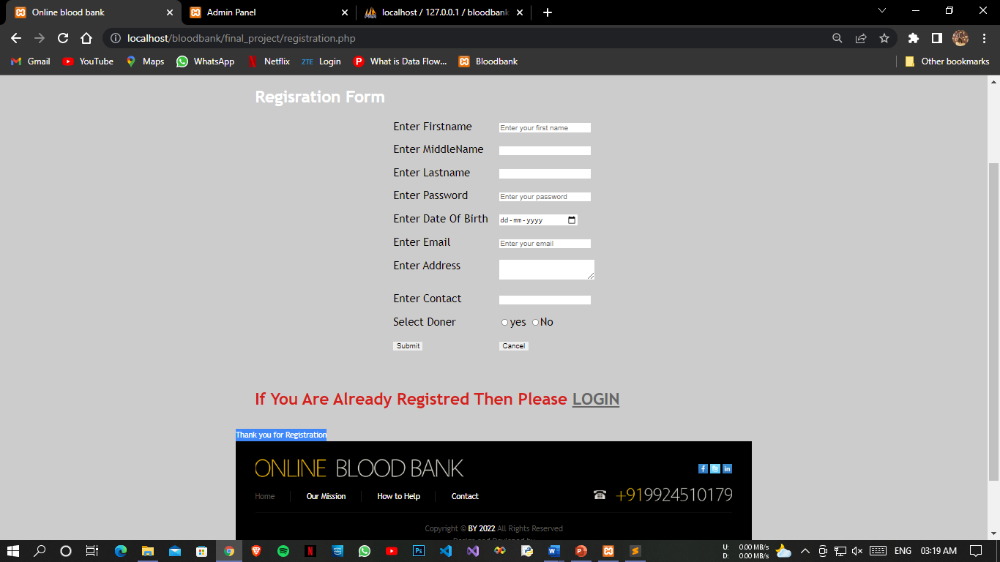 Online blood bank
Admin Panel
localhost / 127.0.0.1 / bloodbank
localhost/bloodbank/final_project/registration.php
Gmail
YouTube
Maps
WhatsApp
Netflix
ZTE Login
What is Data Flow...
Bloodbank
Other bookmarks
Regisration Form
Enter Firstname Enter your first name
Enter MiddleName
Enter Lastname
Enter Password Enter your password
Enter Date Of Birth dd-mm-yyyy
Enter Email Enter your email
Enter Address
Enter Contact
Select Doner yes No
Submit Cancel
If You Are Already Registred Then Please LOGIN
Thank you for Registration
ONLINE BLOOD BANK
Home Our Mission How to Help Contact
+919924510179
Copyright © BY 2022 All Rights Reserved
Design and Devloped by
U: 0.00 MB/s
D: 0.00 MB/s
ENG 03:19 AM